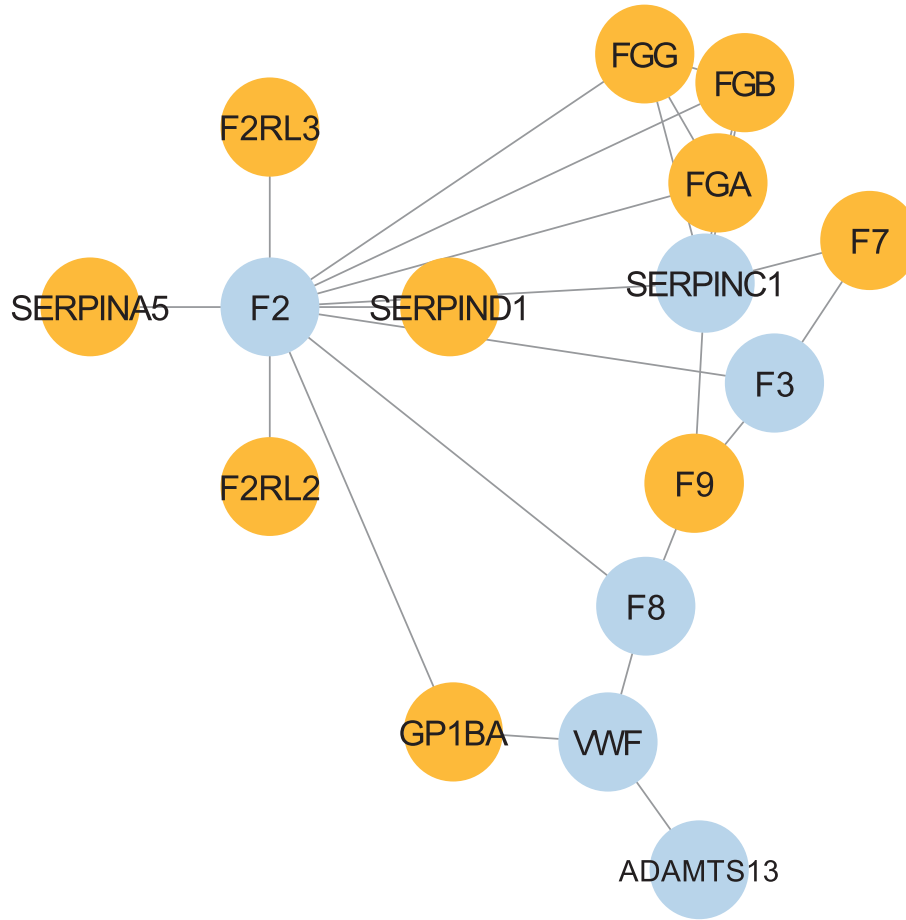 FGG
FGB
F2RL3
FGA
F7
SERPINC1
SERPINA5
F2
SERPIND1
F3
F9
F2RL2
F8
GP1BA
VWF
ADAMTS13